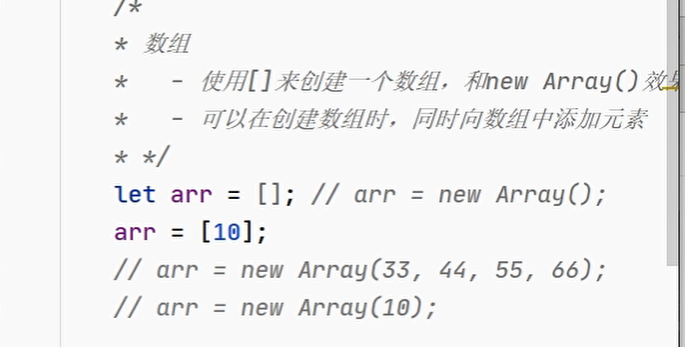 /*
* 数组
*   - 使用[]来创建一个数组，和new Array()效
*   - 可以在创建数组时，同时向数组中添加元素
* */
let arr = []; // arr = new Array();
arr = [10];
// arr = new Array(33, 44, 55, 66);
// arr = new Array(10);